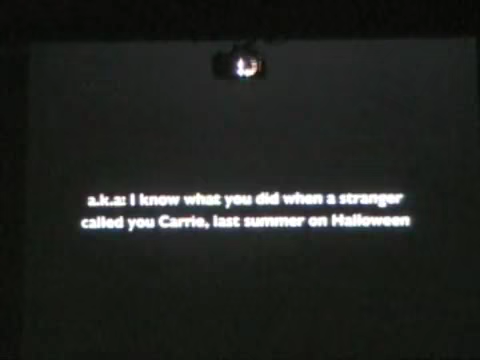 a.k.a: I know what you did when a stranger
called you Carrie, last summer on Halloween